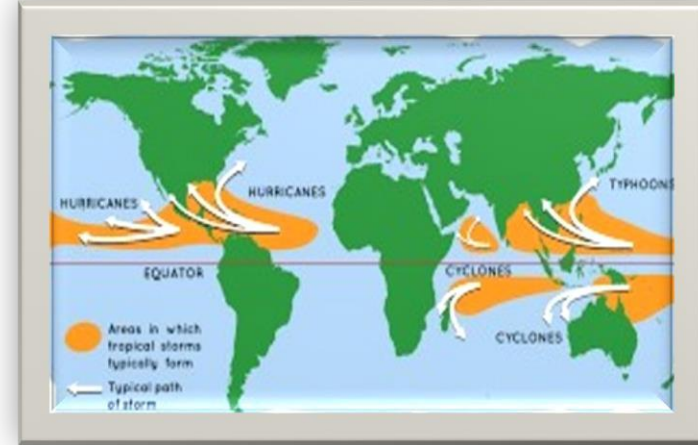 HURRICANES
HURRICANES
TYPHOONS
EQUATOR
CYCLONES
CYCLONES
Areas in which
tropical storms
typically form
Typical path
of storm